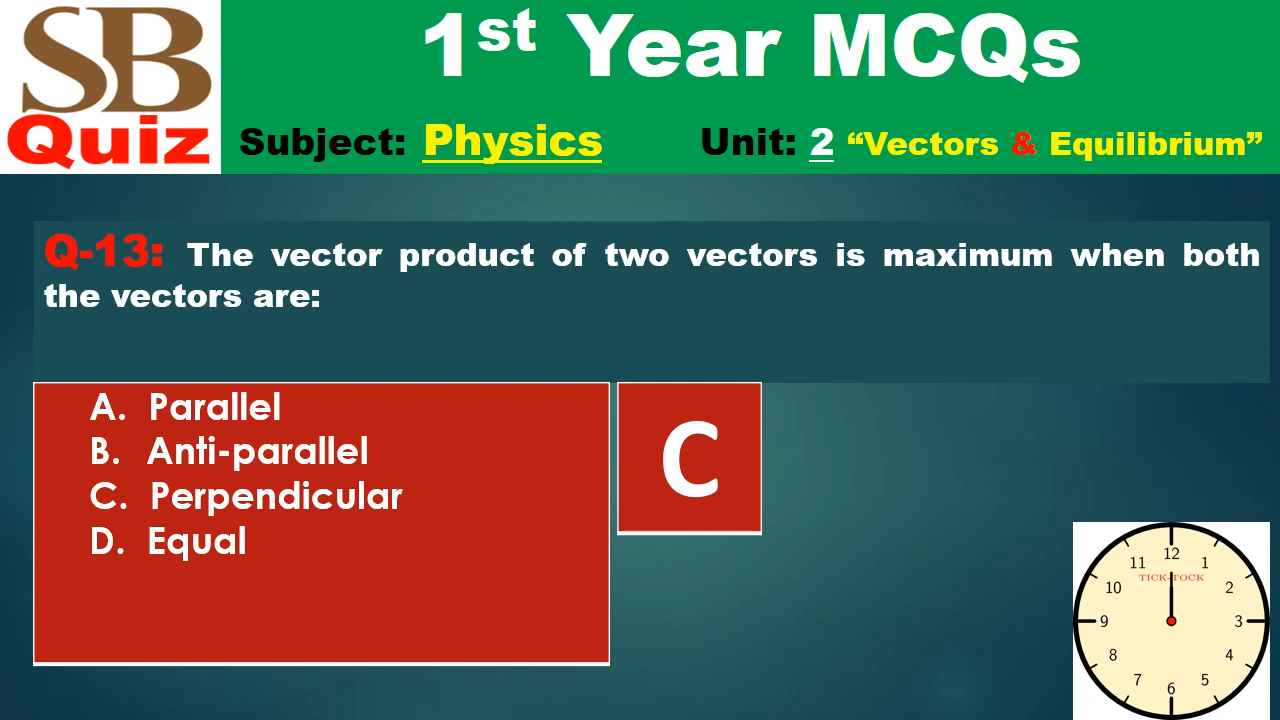 SB
Quiz
1st Year MCQs
Subject: Physics Unit: 2 “Vectors & Equilibrium”
Q-13: The vector product of two vectors is maximum when both
the vectors are:
A. Parallel
B. Anti-parallel
C. Perpendicular
D. Equal
C
12
11 1
TICK-TOCK
10 2
9 3
8 4
7 5
6